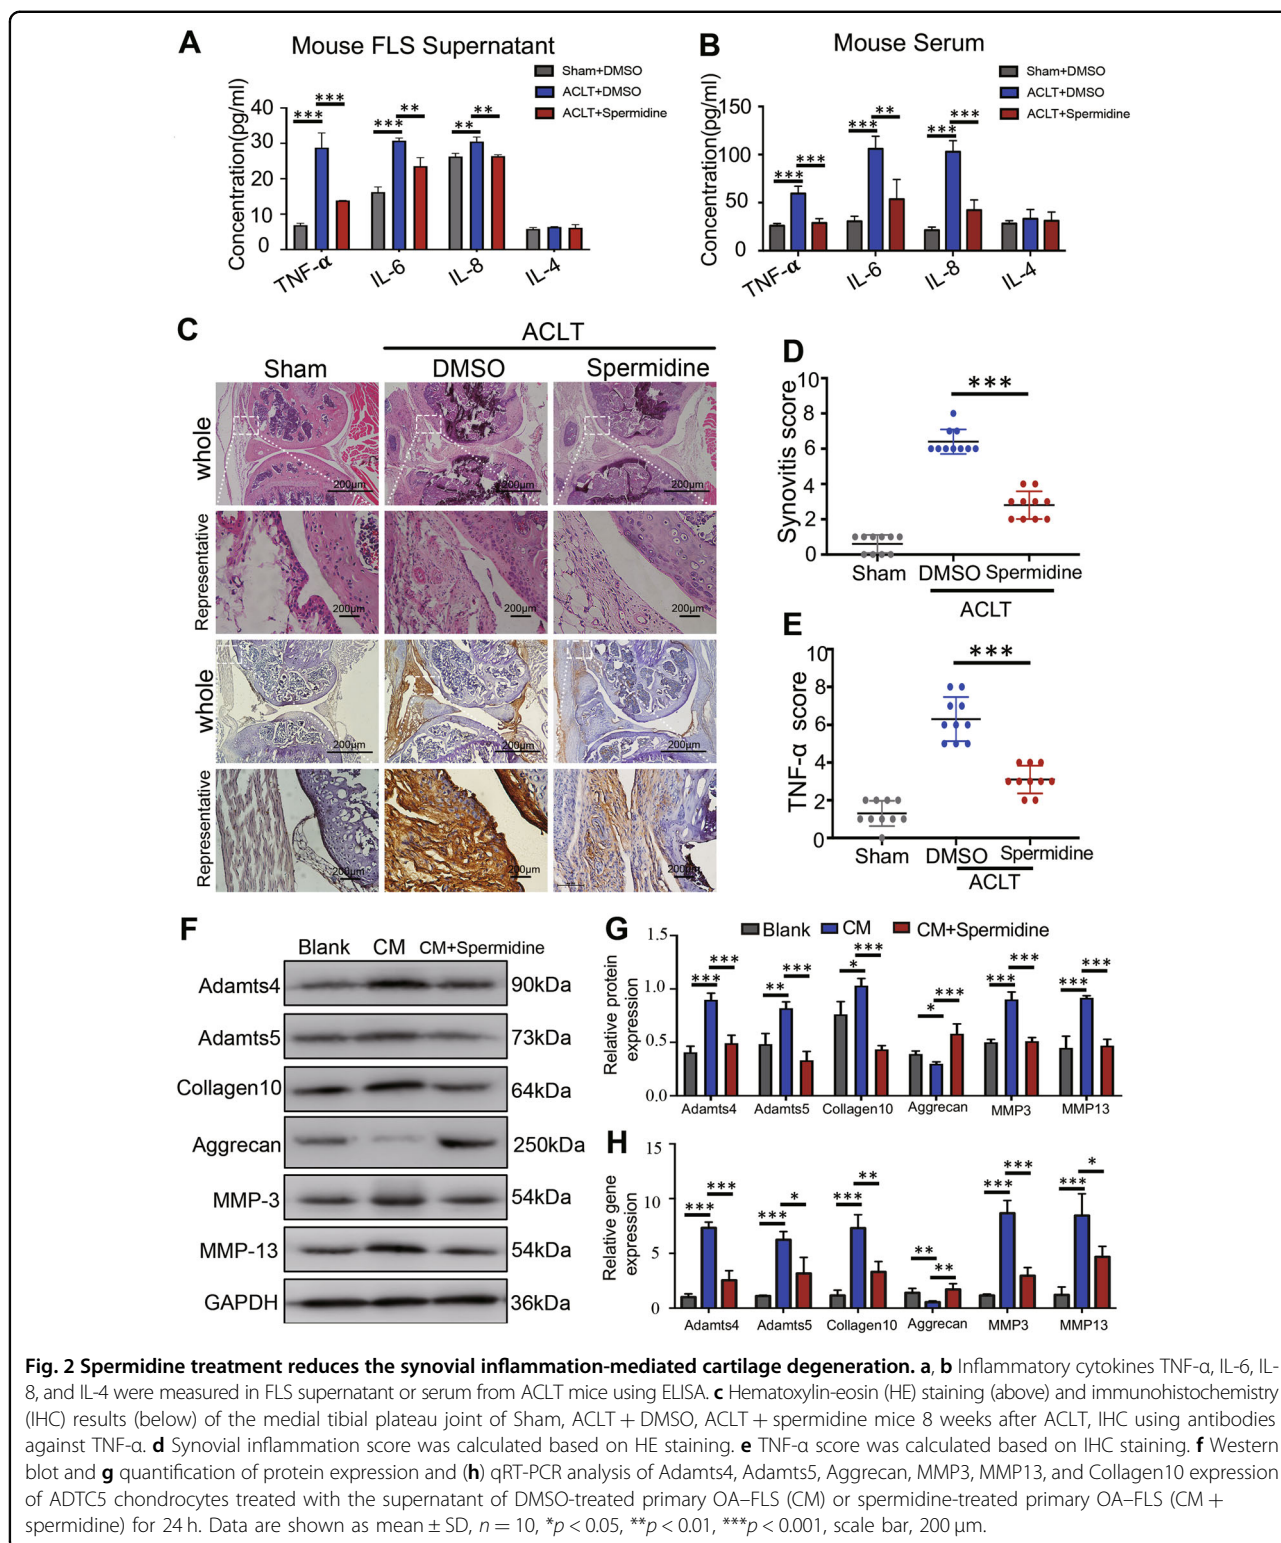 A
Mouse FLS Supernatant
Sham+DMSO
ACLT+DMSO
ACLT+Spermidine
Concentration(pg/ml)
40
30
20
10
0
*** ***
*** **
** **
TNF-α IL-6 IL-8 IL-4
B
Mouse Serum
Sham+DMSO
ACLT+DMSO
ACLT+Spermidine
Concentration(pg/ml)
150
100
50
0
*** ***
*** **
*** ***
TNF-α IL-6 IL-8 IL-4
C
ACLT
Sham DMSO Spermidine
whole
200μm 200μm 200μm
Representative
200μm 200μm 200μm
whole
200μm 200μm 200μm
Representative
200μm 200μm 200μm
D
Synovitis score
10
8
6
4
2
0
***
Sham DMSO Spermidine
ACLT
E
TNF-α score
10
8
6
4
2
0
***
Sham DMSO Spermidine
ACLT
F
Blank CM CM+Spermidine
Adamts4 90kDa
Adamts5 73kDa
Collagen10 64kDa
Aggrecan 250kDa
MMP-3 54kDa
MMP-13 54kDa
GAPDH 36kDa
G
Blank CM CM+Spermidine
Relative protein
expression
1.5
1.0
0.5
0.0
*** ***
** ***
* ***
* ***
*** ***
*** ***
Adamts4 Adamts5 Collagen10 Aggrecan MMP3 MMP13
H
Relative gene
expression
15
10
5
0
*** ***
*** *
*** **
** **
*** ***
*** *
Adamts4 Adamts5 Collagen10 Aggrecan MMP3 MMP13
Fig. 2 Spermidine treatment reduces the synovial inflammation-mediated cartilage degeneration. a, b Inflammatory cytokines TNF-α, IL-6, IL-
8, and IL-4 were measured in FLS supernatant or serum from ACLT mice using ELISA. c Hematoxylin-eosin (HE) staining (above) and immunohistochemistry
(IHC) results (below) of the medial tibial plateau joint of Sham, ACLT + DMSO, ACLT + spermidine mice 8 weeks after ACLT, IHC using antibodies
against TNF-α. d Synovial inflammation score was calculated based on HE staining. e TNF-α score was calculated based on IHC staining. f Western
blot and g quantification of protein expression and (h) qRT-PCR analysis of Adamts4, Adamts5, Aggrecan, MMP3, MMP13, and Collagen10 expression
of ADTC5 chondrocytes treated with the supernatant of DMSO-treated primary OA–FLS (CM) or spermidine-treated primary OA–FLS (CM +
spermidine) for 24 h. Data are shown as mean ± SD, n = 10, *p < 0.05, **p < 0.01, ***p < 0.001, scale bar, 200 μm.